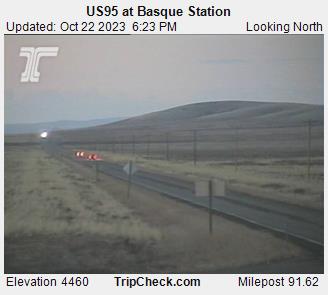 US95 at Basque Station
Updated: Oct 22 2023  6:23 PM Looking North
Elevation 4460 TripCheck.com Milepost 91.62